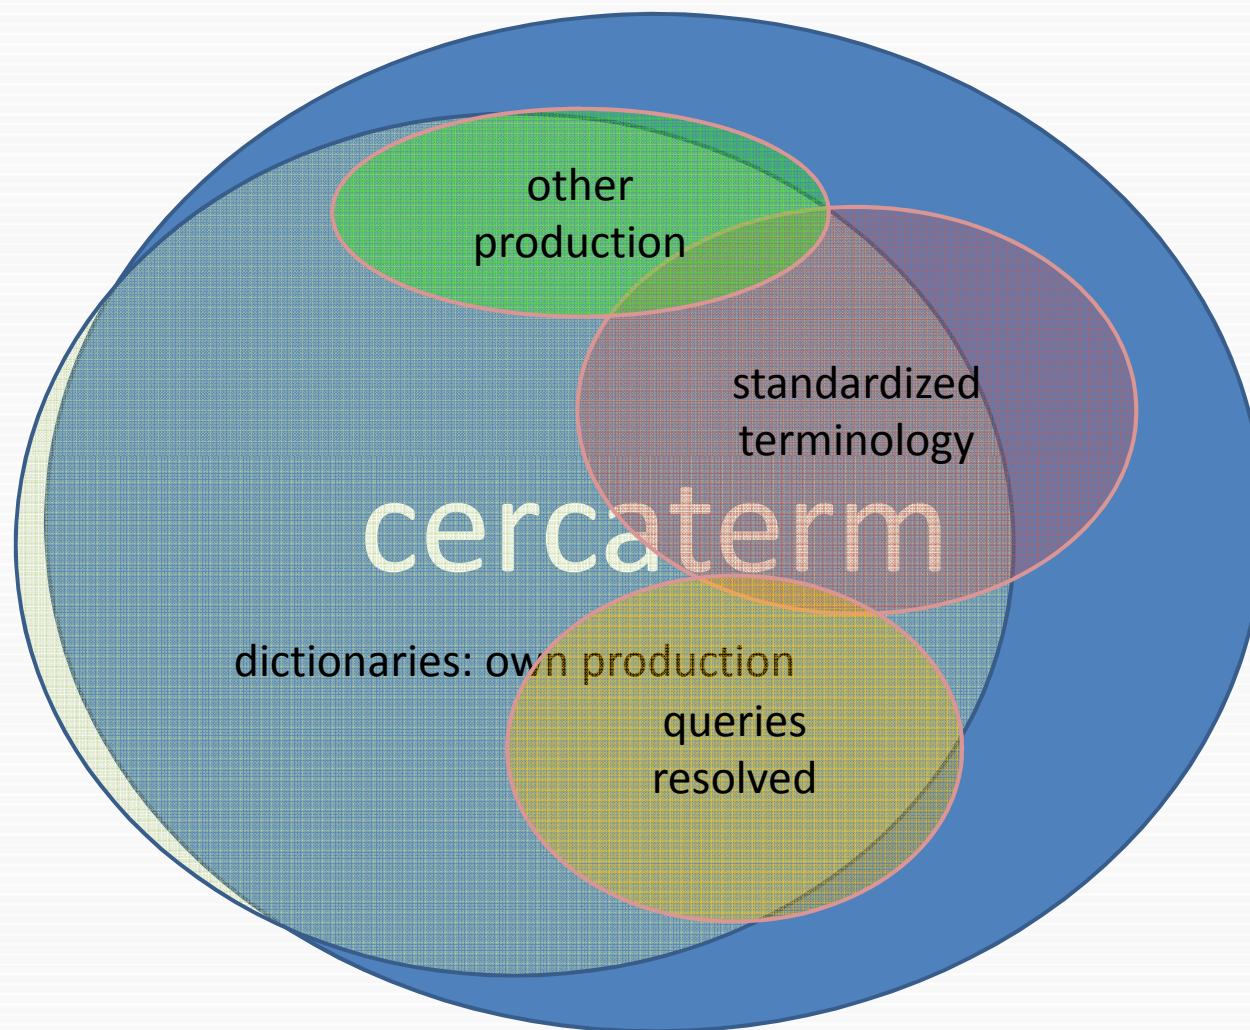 other
production
standardized
terminology
cercaterm
dictionaries: own production
queries
resolved